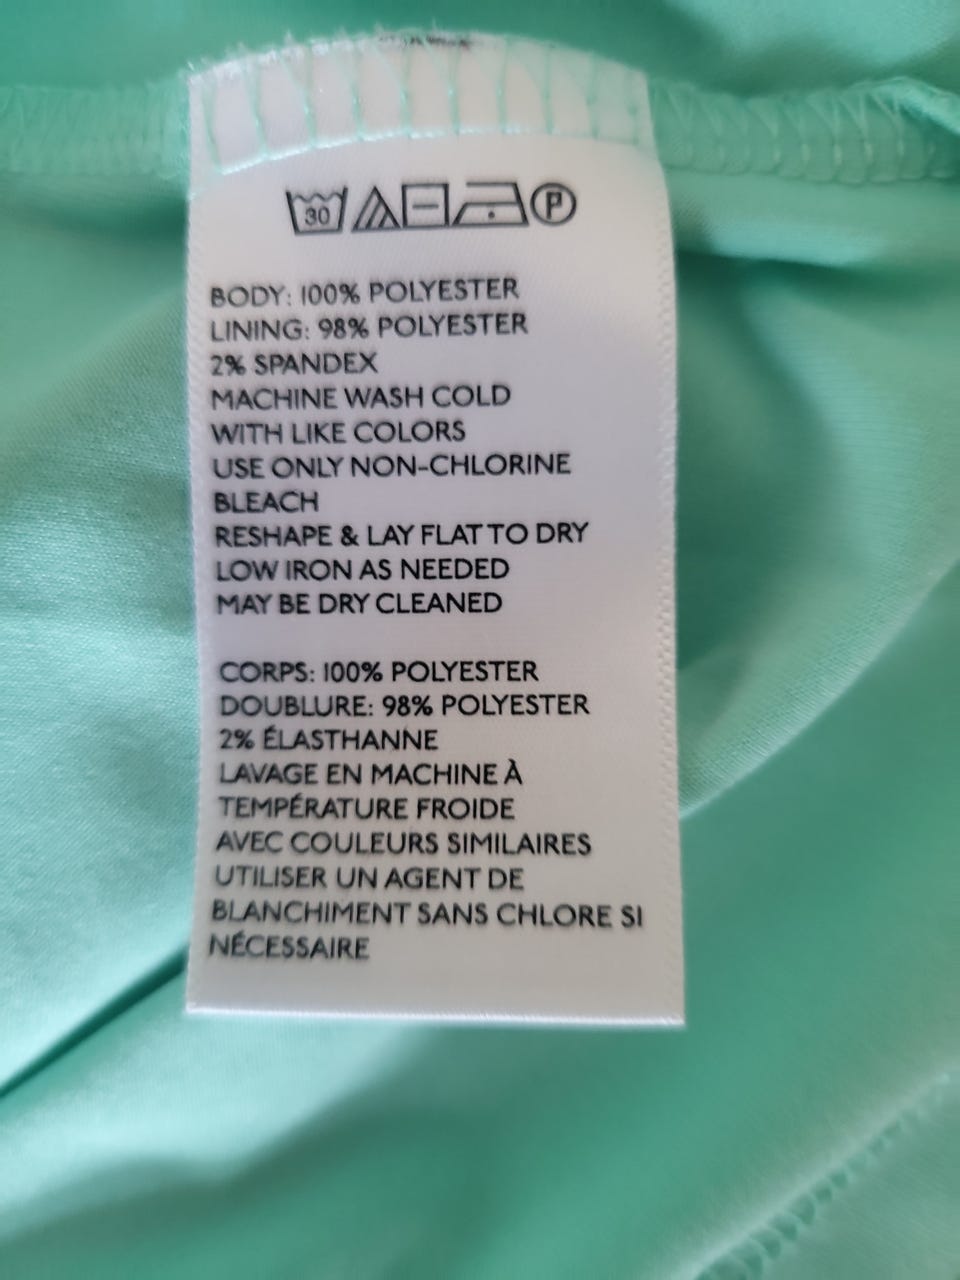 30 P
BODY: 100% POLYESTER
LINING: 98% POLYESTER
2% SPANDEX
MACHINE WASH COLD
WITH LIKE COLORS
USE ONLY NON-CHLORINE
BLEACH
RESHAPE & LAY FLAT TO DRY
LOW IRON AS NEEDED
MAY BE DRY CLEANED
CORPS: 100% POLYESTER
DOUBLURE: 98% POLYESTER
2% ÉLASTHANNE
LAVAGE EN MACHINE À
TEMPÉRATURE FROIDE
AVEC COULEURS SIMILAIRES
UTILISER UN AGENT DE
BLANCHIMENT SANS CHLORE SI
NÉCESSAIRE